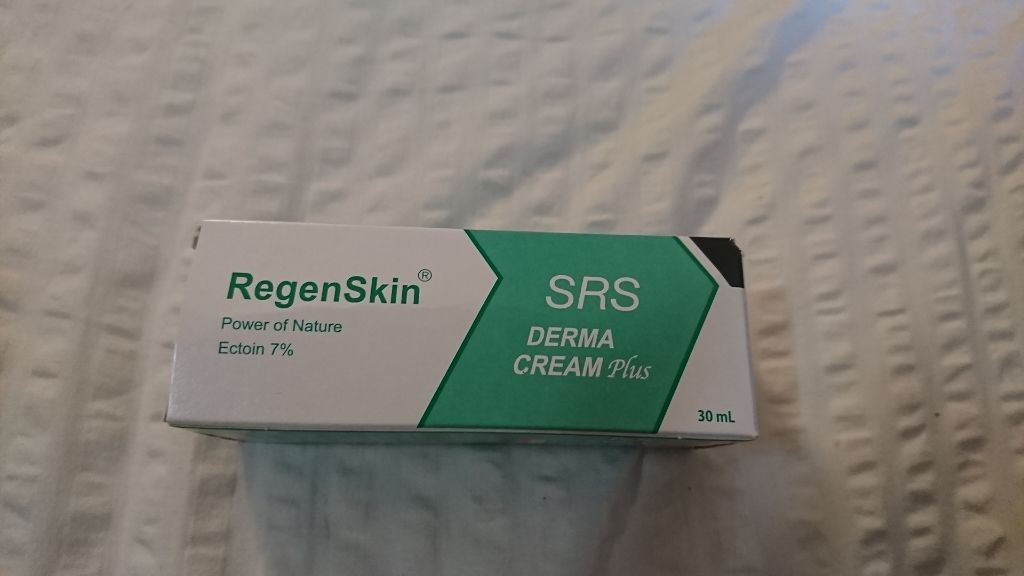 RegenSkin®
Power of Nature
Ectoin 7%
SRS
DERMA
CREAM Plus
30 mL